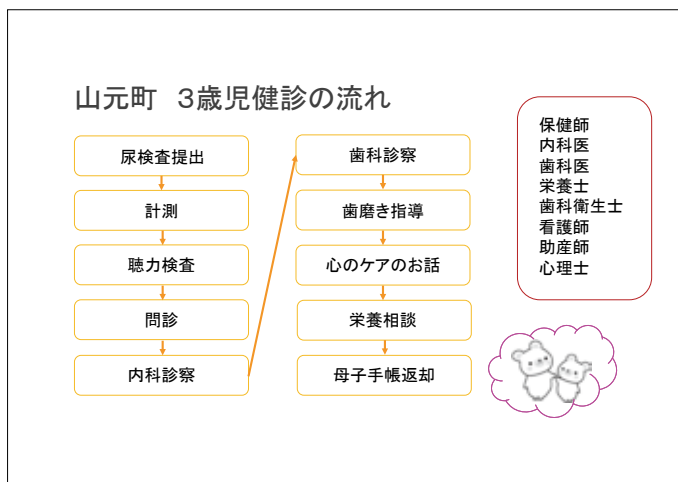 山元町　３歳児健診の流れ
尿検査提出
計測
聴力検査
問診
内科診察
歯科診察
歯磨き指導
心のケアのお話
栄養相談
母子手帳返却
保健師
内科医
歯科医
栄養士
歯科衛生士
看護師
助産師
心理士